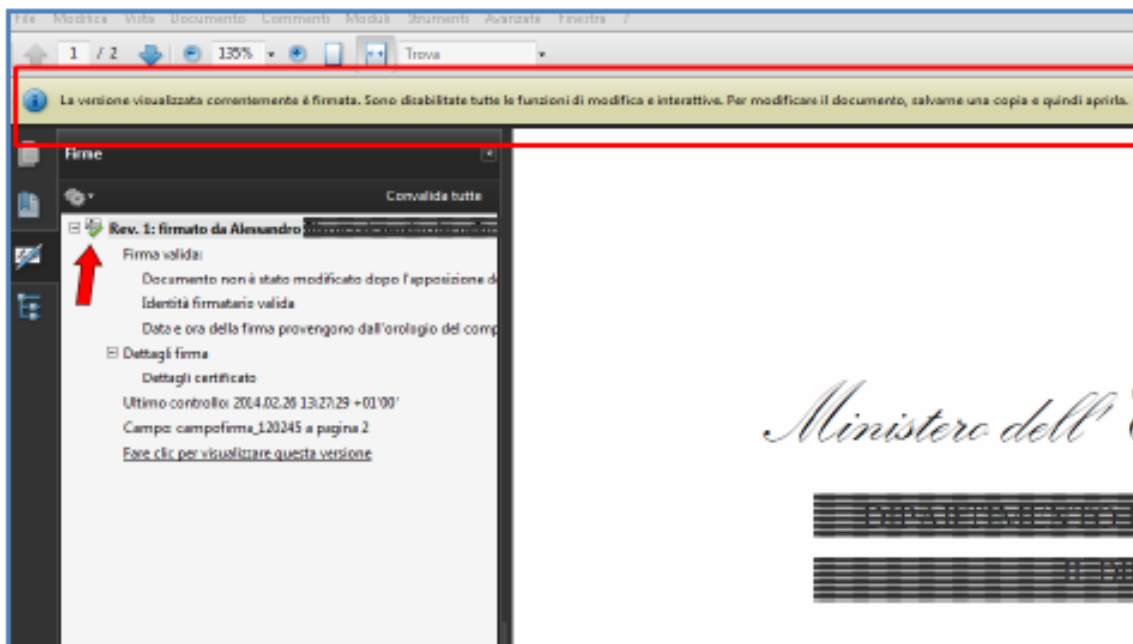 File Modifica Vista Documento Commenti Moduli Strumenti Avanzate Finestra ?
1 / 2 135% Trova
La versione visualizzata correntemente è firmata. Sono disabilitate tutte le funzioni di modifica e interattive. Per modificare il documento, salvarne una copia e quindi aprirla.
Firme
Convalida tutte
Rev. 1: firmato da Alessandro
Firma valida:
Documento non è stato modificato dopo l'apposizione de
Identità firmatario valida
Data e ora della firma provengono dall'orologio del comp
Dettagli firma
Dettagli certificato
Ultimo controllo: 2014.02.26 13:27:29 +01'00'
Campo: campofirma_120245 a pagina 2
Fare clic per visualizzare questa versione
Ministero dell'